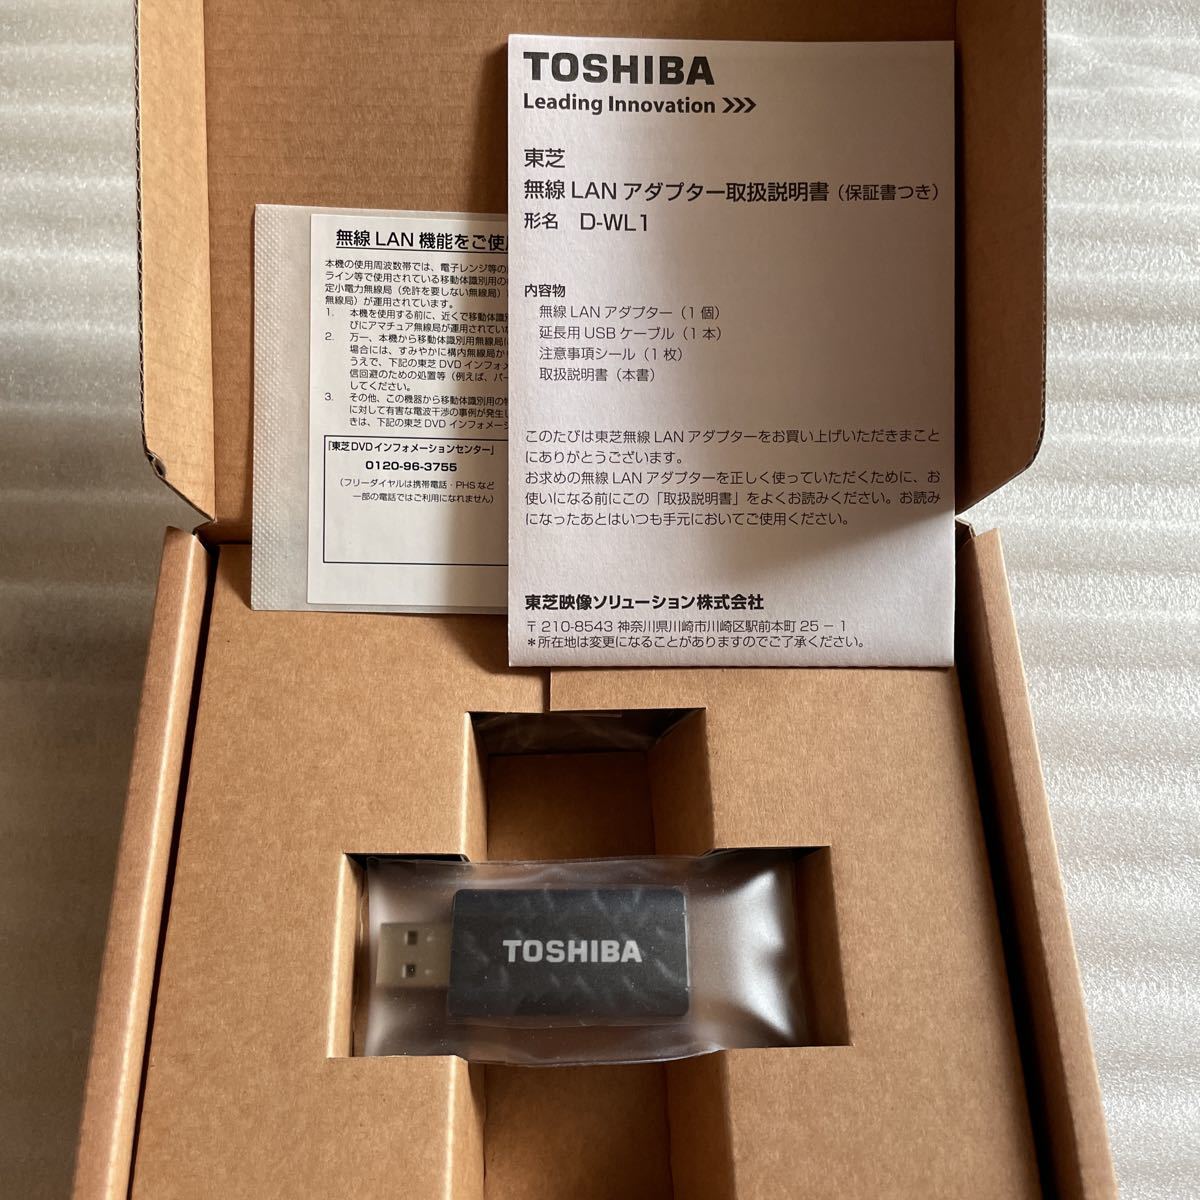 TOSHIBA
Leading Innovation >>>
東芝
無線 LAN アダプター取扱説明書（保証書つき）
形名 D-WL1
内容物
無線 LAN アダプター（1 個）
延長用 USB ケーブル（1 本）
注意事項シール（1 枚）
取扱説明書（本書）
このたびは東芝無線 LAN アダプターをお買い上げいただきまこと
にありがとうございます。
お求めの無線 LAN アダプターを正しく使っていただくために、お
使いになる前にこの「取扱説明書」をよくお読みください。お読み
になったあとはいつも手元においてご使用ください。
東芝映像ソリューション株式会社
〒 210-8543 神奈川県川崎市川崎区駅前本町 25 － 1
＊所在地は変更になることがありますのでご了承ください。
無線 LAN 機能をご使
本機の使用周波数帯では、電子レンジ等の
ライン等で使用されている移動体識別用の
定小電力無線局（免許を要しない無線局）
無線局）が運用されています。
1. 本機を使用する前に、近くで移動体識別
びにアマチュア無線局が運用されていな
2. 万一、本機から移動体識別用無線局に
場合には、すみやかに構内無線局か
うえで、下記の東芝 DVD インフォメ
信回避のための処置等（例えば、パー
してください。
3. その他、この機器から移動体識別用の特
に対して有害な電波干渉の事例が発生し
きは、下記の東芝 DVD インフォメーシ
「東芝DVDインフォメーションセンター」
0120-96-3755
（フリーダイヤルは携帯電話・PHS など
一部の電話ではご利用になれません）
TOSHIBA